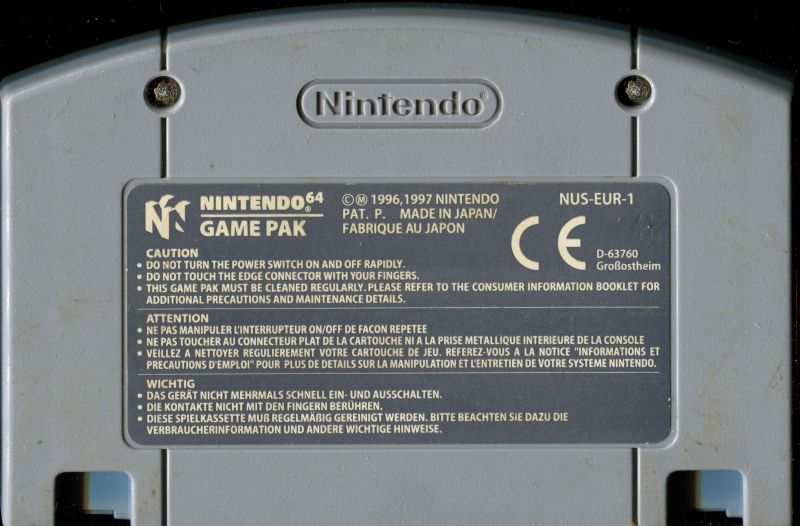 Nintendo®
NINTENDO64®
GAME PAK
©Ⓜ 1996,1997 NINTENDO
PAT. P. MADE IN JAPAN/
FABRIQUE AU JAPON
NUS-EUR-1
CE
D-63760
Großostheim
CAUTION
• DO NOT TURN THE POWER SWITCH ON AND OFF RAPIDLY.
• DO NOT TOUCH THE EDGE CONNECTOR WITH YOUR FINGERS.
• THIS GAME PAK MUST BE CLEANED REGULARLY. PLEASE REFER TO THE CONSUMER INFORMATION BOOKLET FOR
ADDITIONAL PRECAUTIONS AND MAINTENANCE DETAILS.
ATTENTION
• NE PAS MANIPULER L'INTERRUPTEUR ON/OFF DE FACON REPETEE
• NE PAS TOUCHER AU CONNECTEUR PLAT DE LA CARTOUCHE NI A LA PRISE METALLIQUE INTERIEURE DE LA CONSOLE
• VEILLEZ A NETTOYER REGULIEREMENT VOTRE CARTOUCHE DE JEU. REFEREZ-VOUS A LA NOTICE "INFORMATIONS ET
PRECAUTIONS D'EMPLOI" POUR PLUS DE DETAILS SUR LA MANIPULATION ET L'ENTRETIEN DE VOTRE SYSTEME NINTENDO.
WICHTIG
• DAS GERÄT NICHT MEHRMALS SCHNELL EIN- UND AUSSCHALTEN.
• DIE KONTAKTE NICHT MIT DEN FINGERN BERÜHREN.
• DIESE SPIELKASSETTE MUß REGELMÄßIG GEREINIGT WERDEN. BITTE BEACHTEN SIE DAZU DIE
VERBRAUCHERINFORMATION UND ANDERE WICHTIGE HINWEISE.